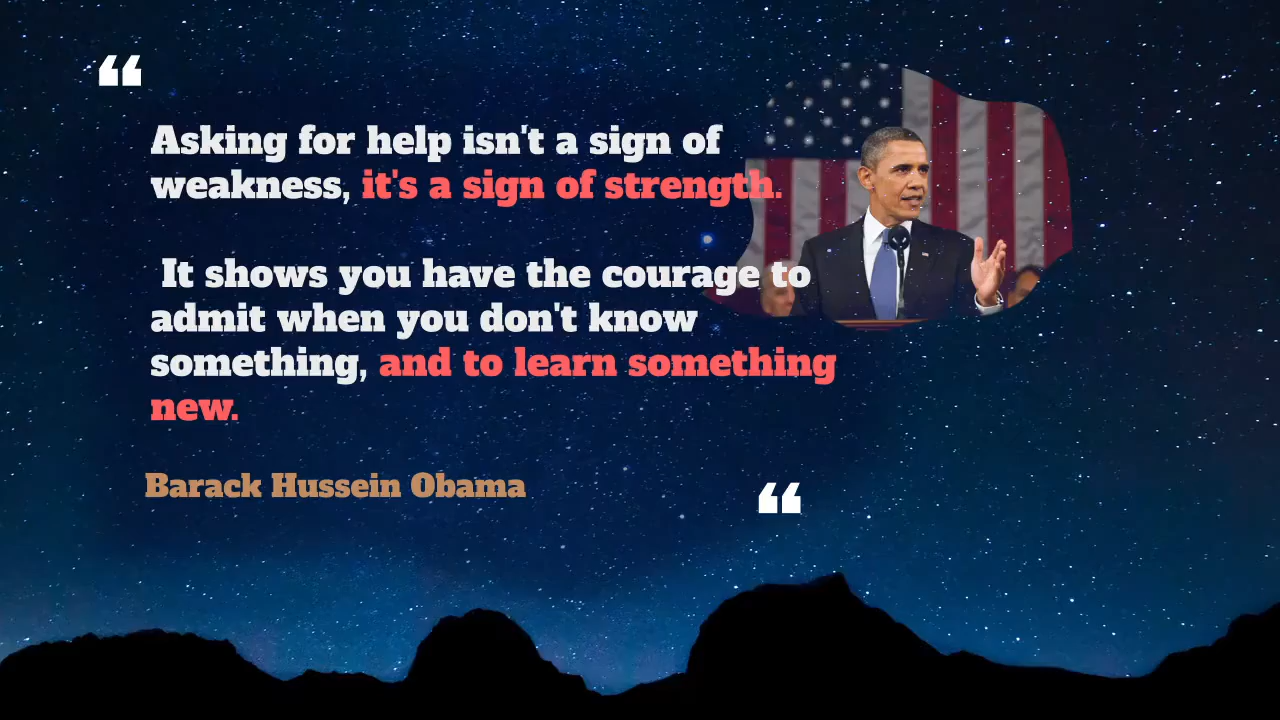 ❝
Asking for help isn't a sign of
weakness, it's a sign of strength.
It shows you have the courage to
admit when you don't know
something, and to learn something
new.
Barack Hussein Obama
❝